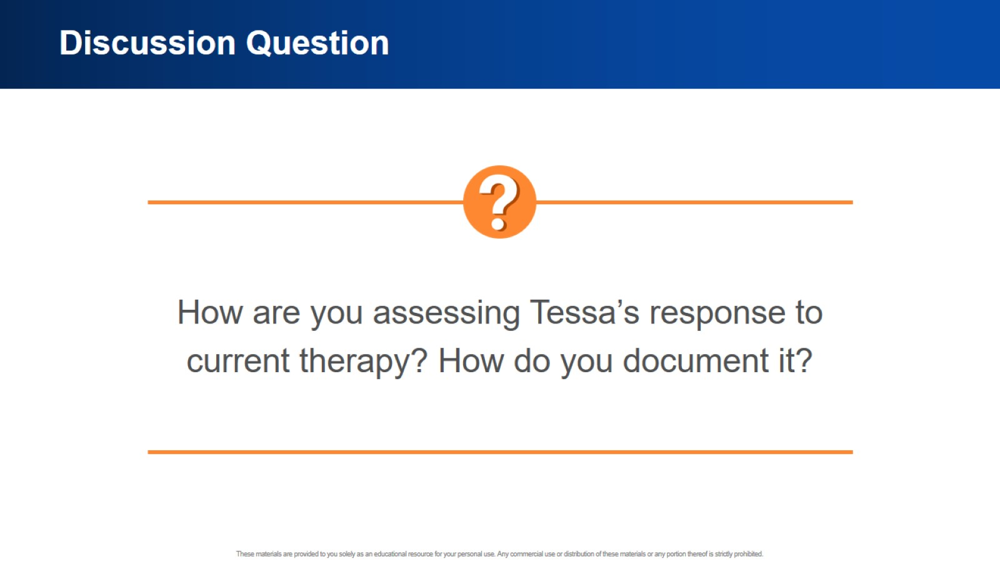 Discussion Question
?
How are you assessing Tessa’s response to
current therapy? How do you document it?
These materials are provided to you solely as an educational resource for your personal use. Any commercial use or distribution of these materials or any portion thereof is strictly prohibited.